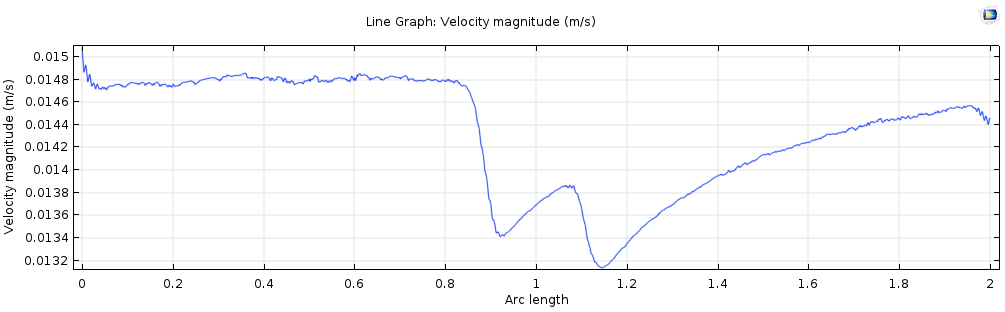 Line Graph: Velocity magnitude (m/s)
Velocity magnitude (m/s)
0.015
0.0148
0.0146
0.0144
0.0142
0.014
0.0138
0.0136
0.0134
0.0132
0 0.2 0.4 0.6 0.8 1 1.2 1.4 1.6 1.8 2
Arc length